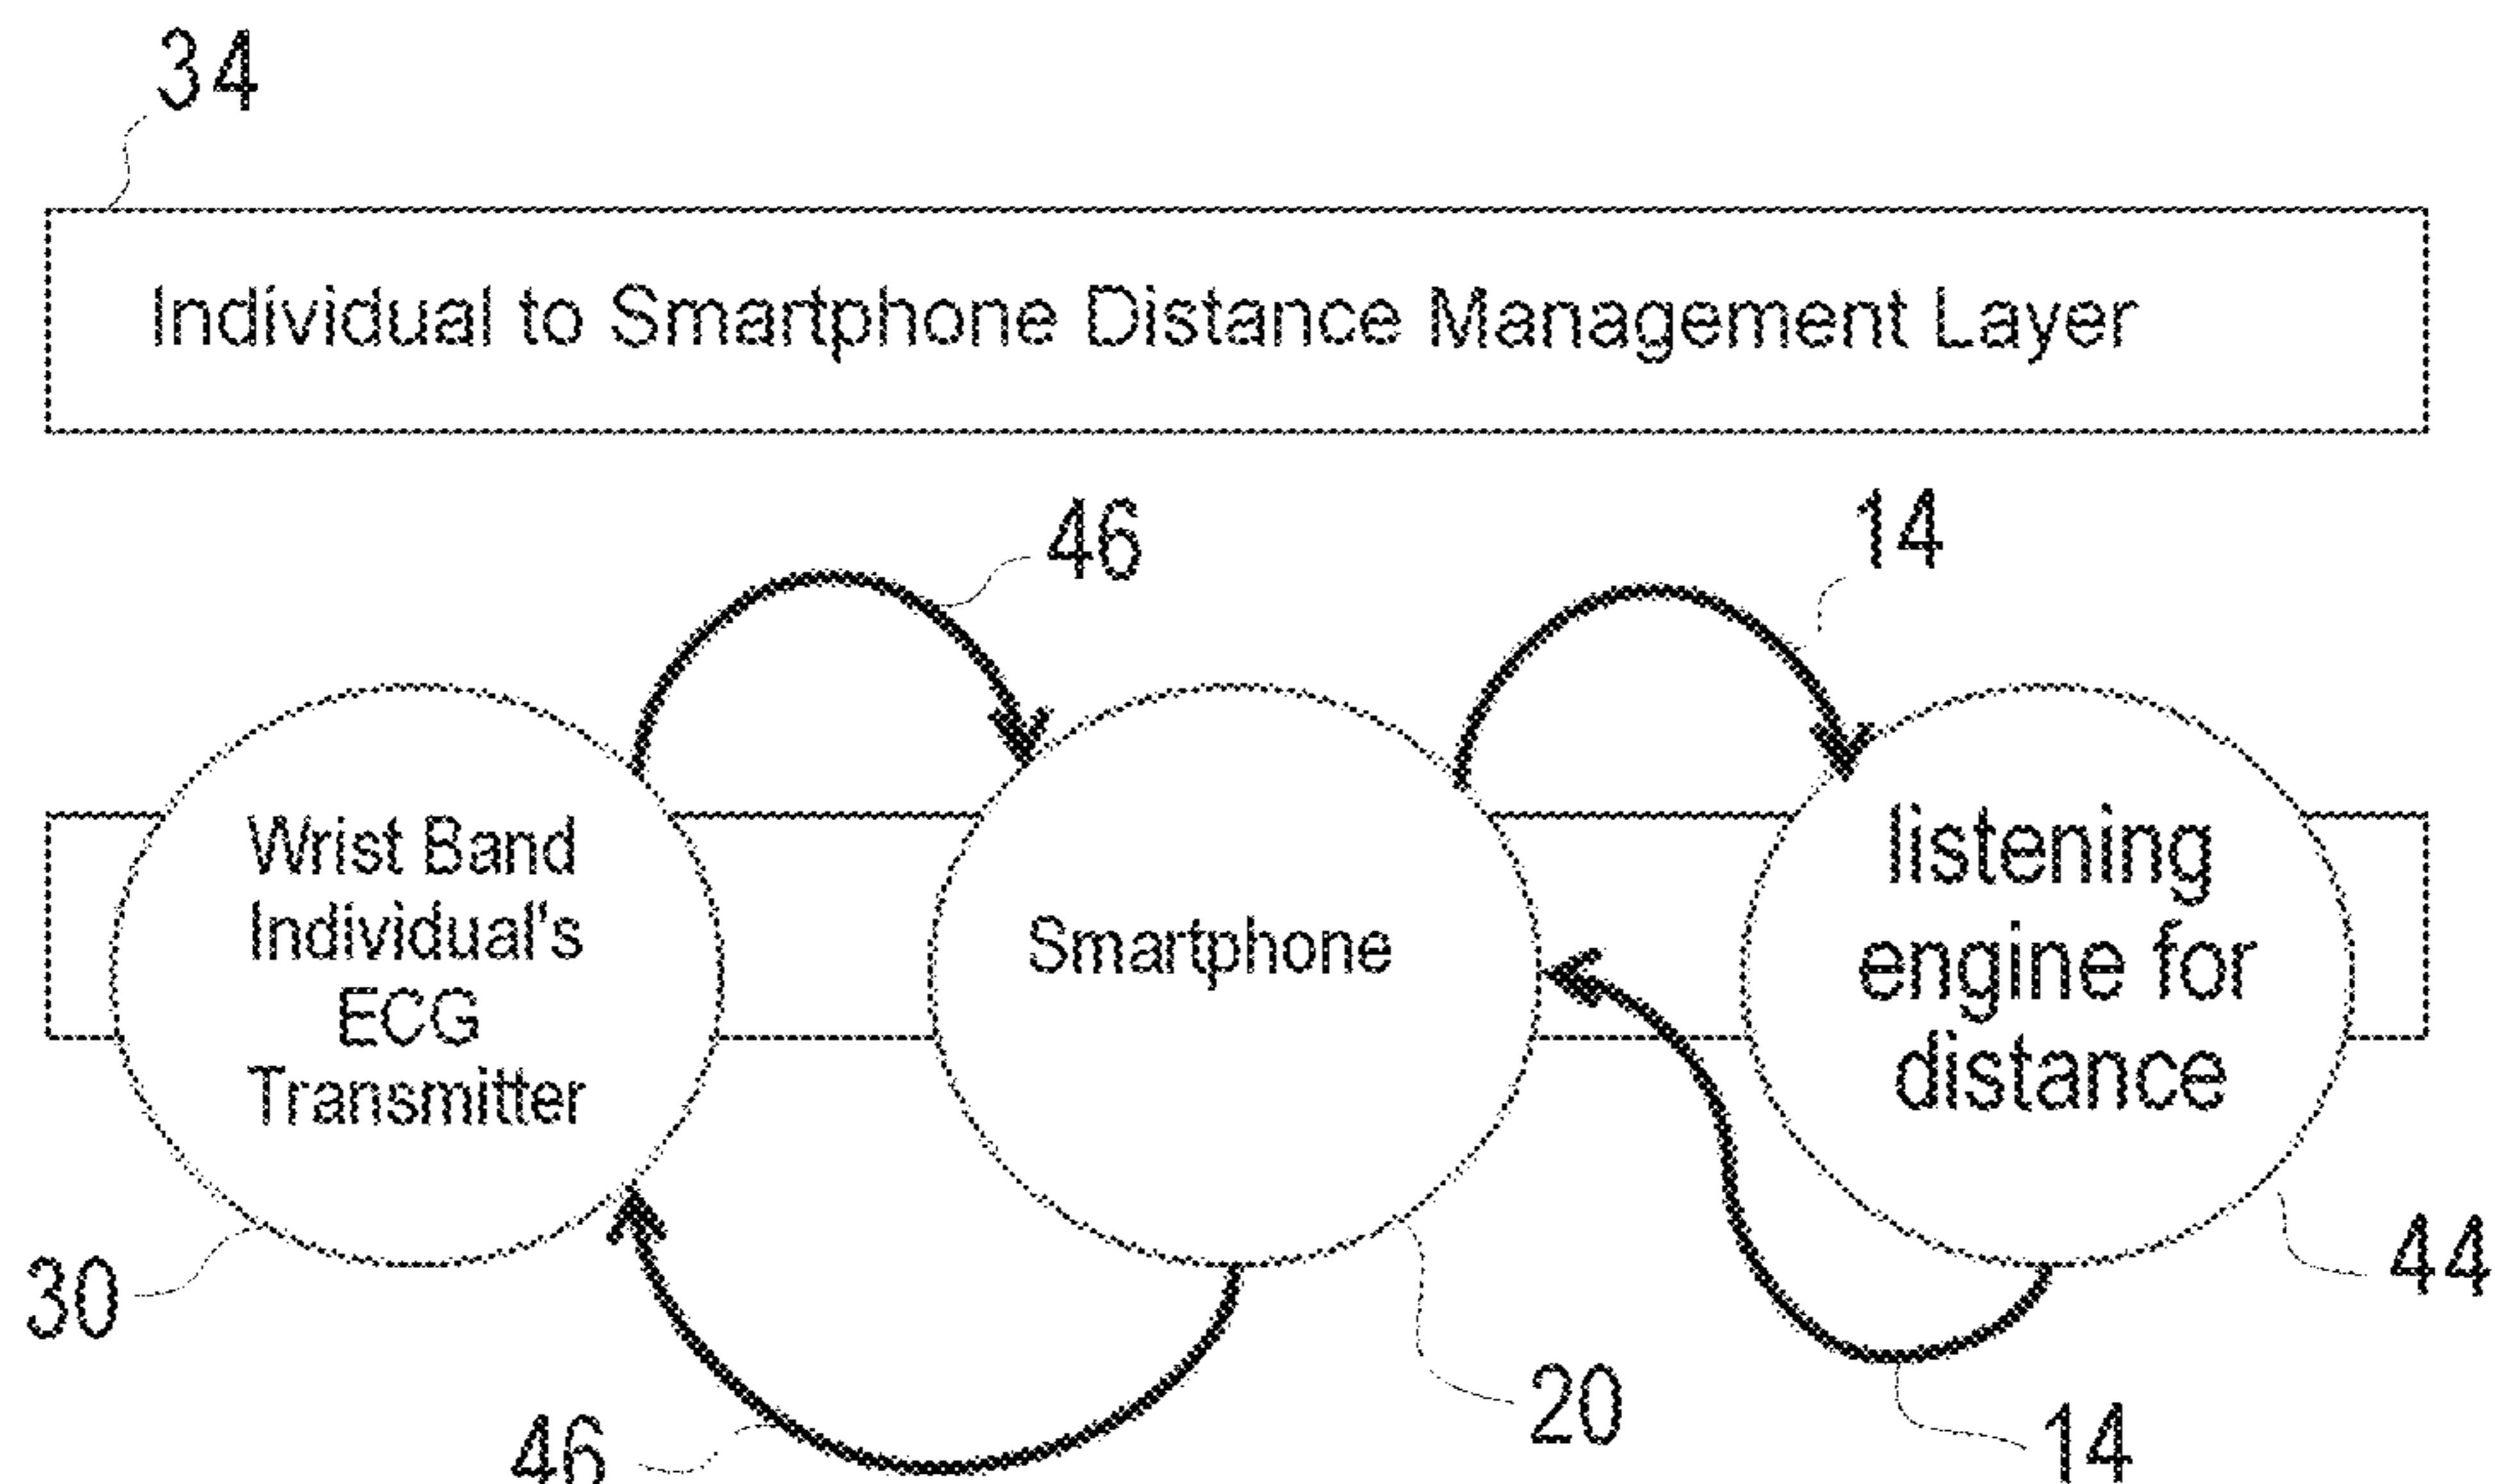 34
Individual to Smartphone Distance Management Layer
46
14
Wrist Band
Individual's
ECG
Transmitter
Smartphone
listening
engine for
distance
30
44
20
46
14